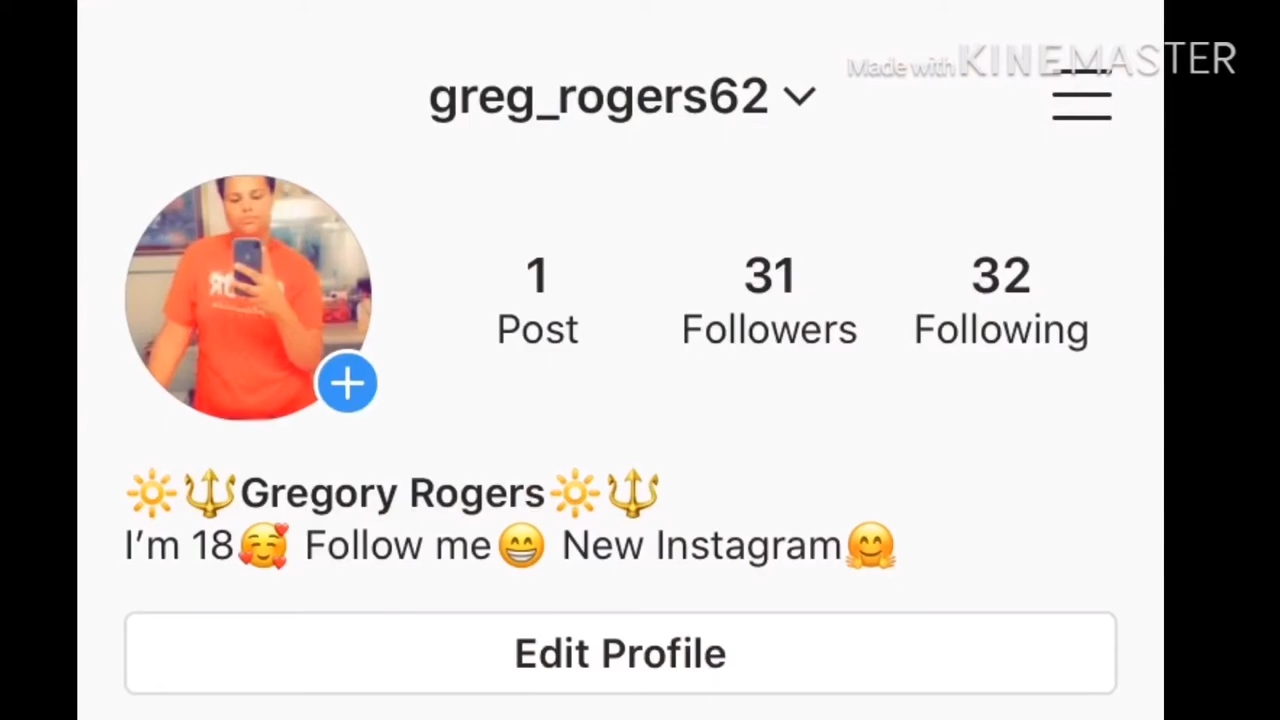 Made with KINEMASTER
greg_rogers62
1 31 32
Post Followers Following
☀️🔱Gregory Rogers☀️🔱
I’m 18🥰 Follow me😁 New Instagram🤗
Edit Profile